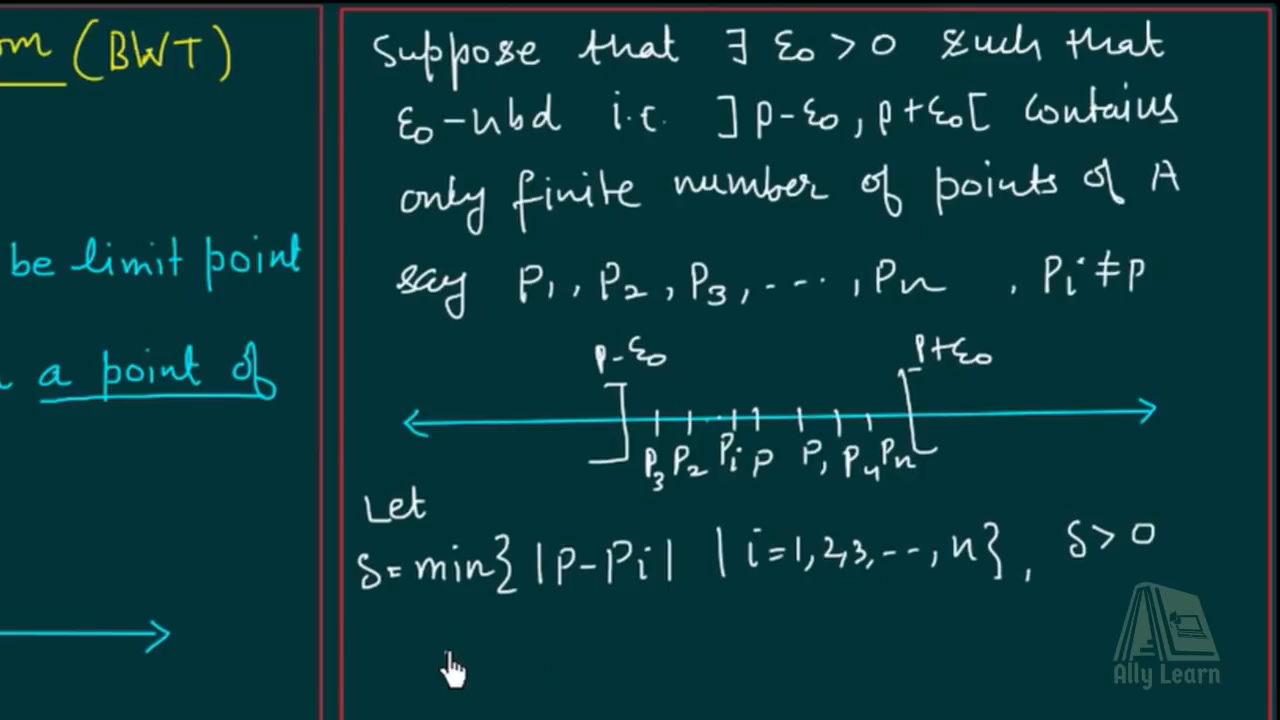 om (BWT)
be limit point
a point of
Suppose that ∃ ε₀ > 0 such that
ε₀-nbd i.e. ]p-ε₀, p+ε₀[ contains
only finite number of points of A
say P₁, P₂, P₃, ..., Pn , Pi ≠ p
p-ε₀ p+ε₀
P₃ P₂ Pi P P₁ P₄ Pn
Let
δ = min{ |p-Pi| | i=1,2,3,--, n}, δ > 0
Ally Learn